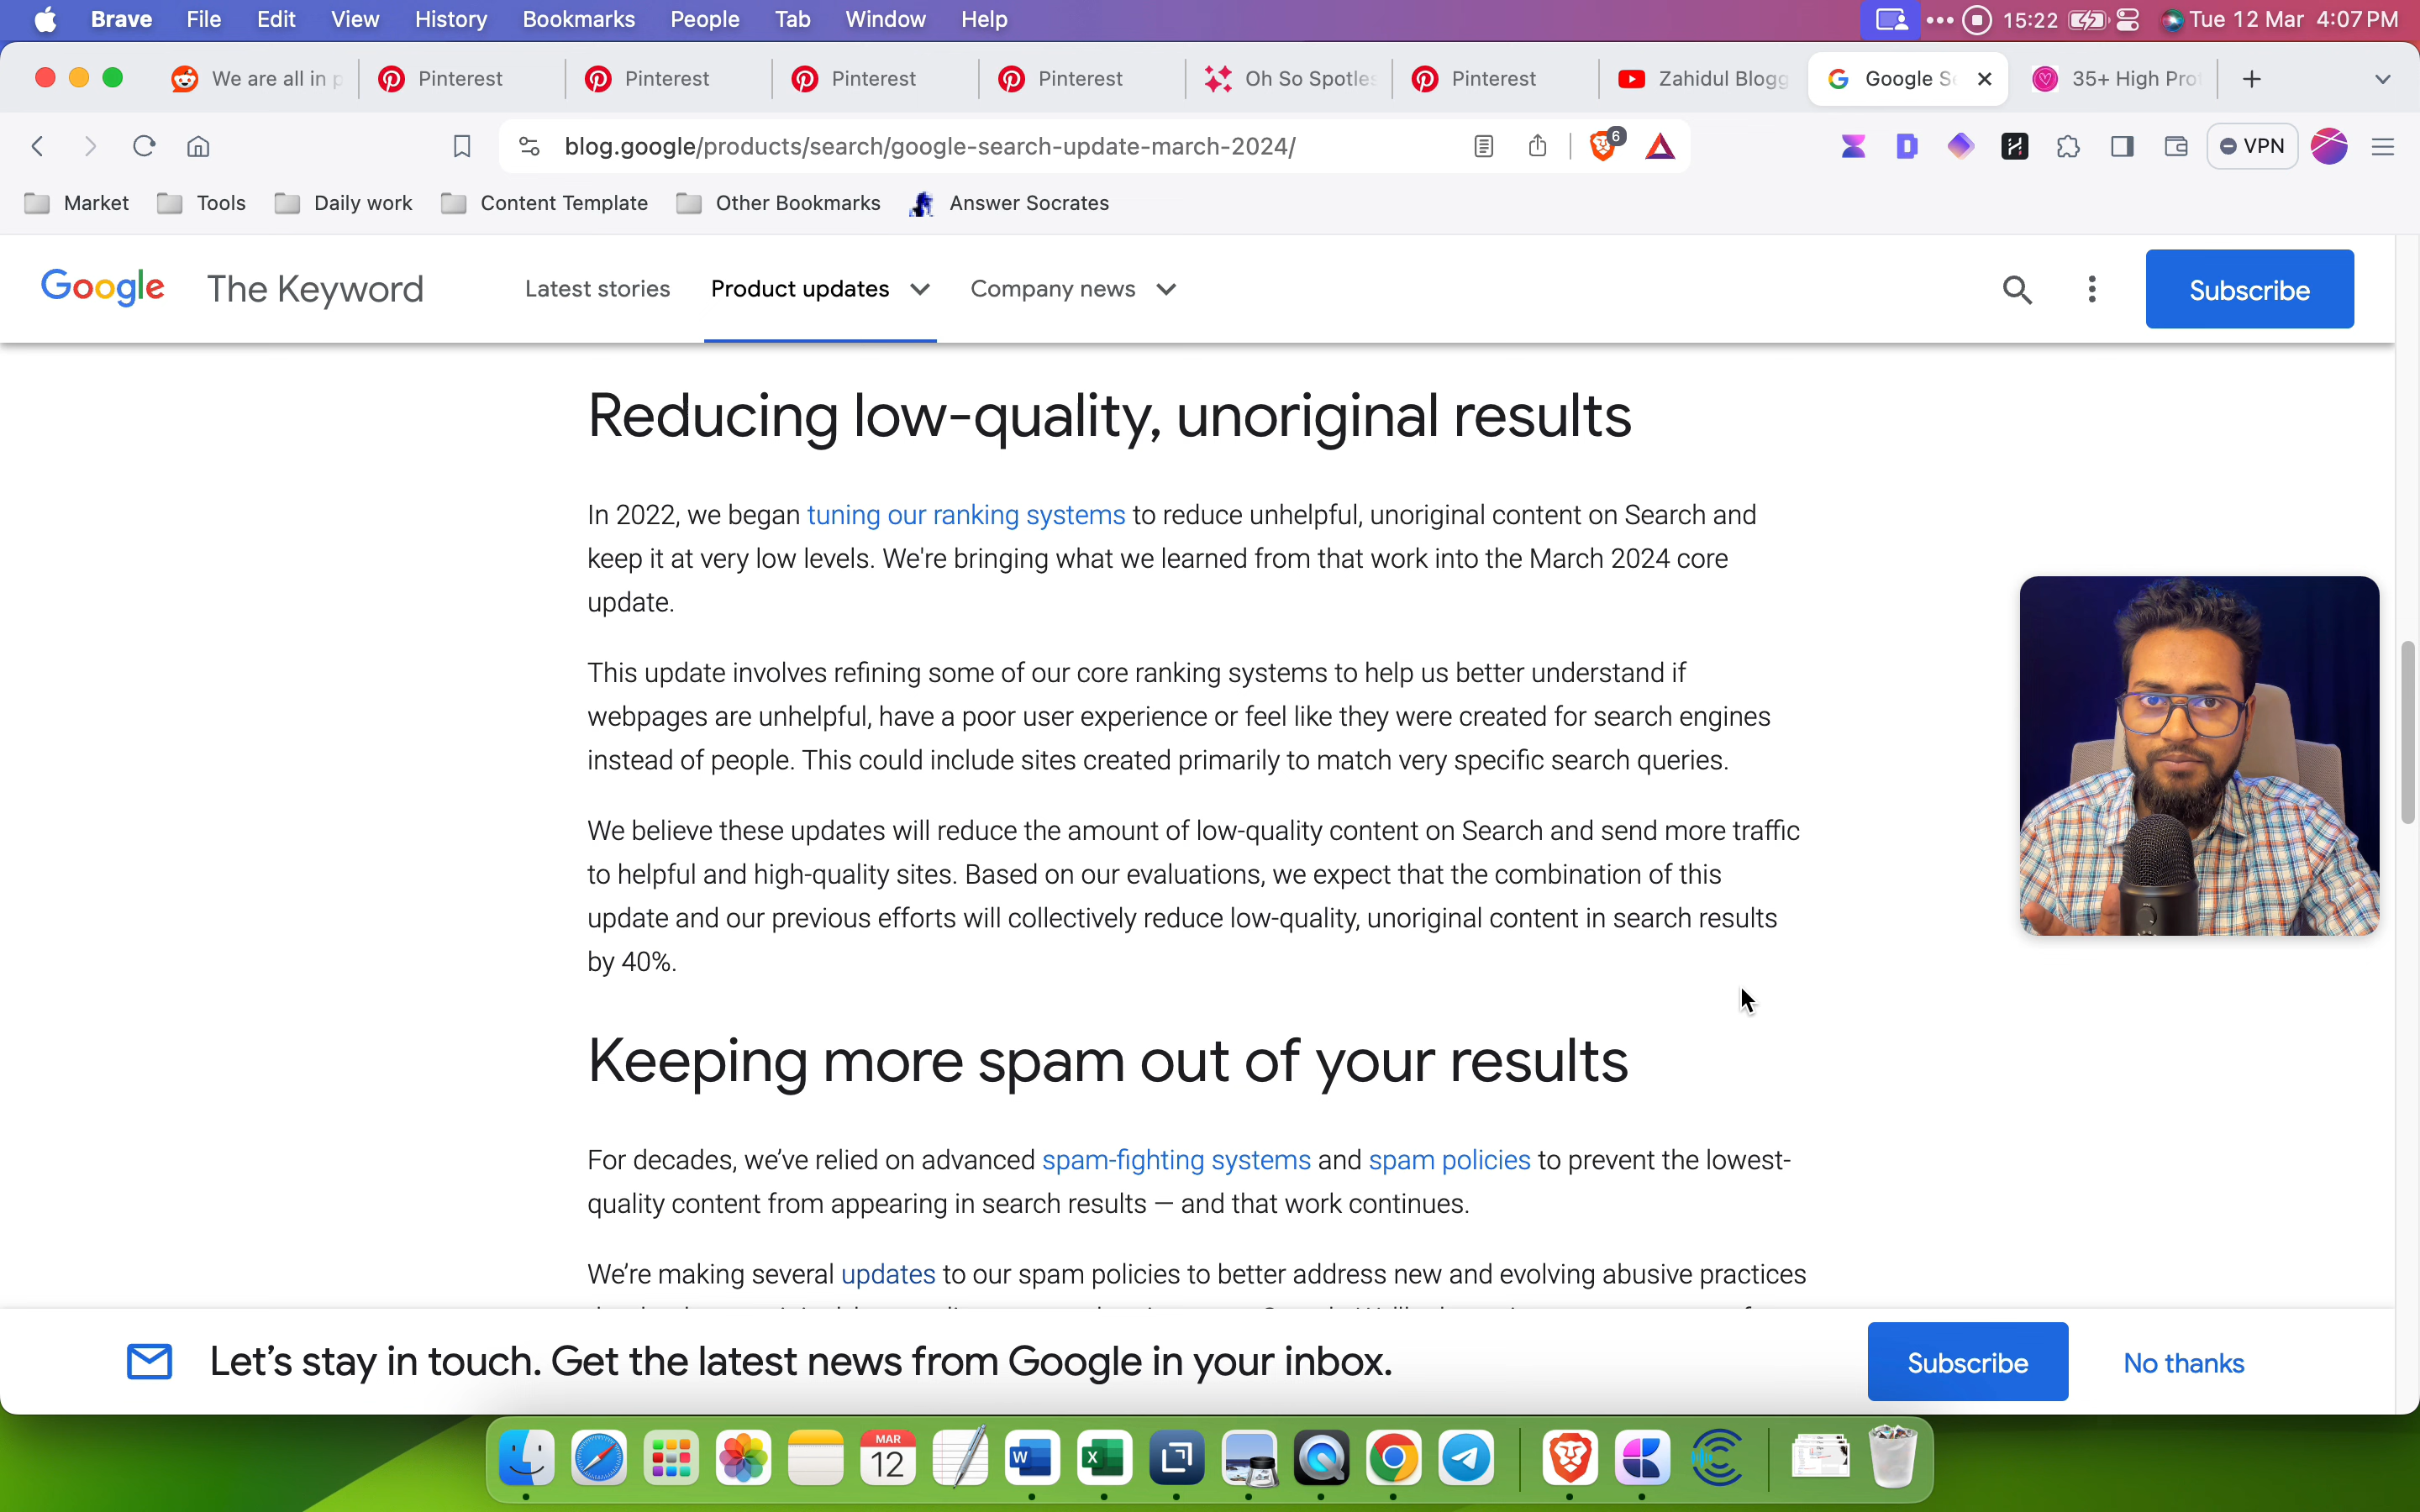 Brave File Edit View History Bookmarks People Tab Window Help 15:22 Tue 12 Mar 4:07 PM
We are all in p Pinterest Pinterest Pinterest Pinterest Oh So Spotles Pinterest Zahidul Blogg Google Se 35+ High Prot
blog.google/products/search/google-search-update-march-2024/ 6 VPN
Market Tools Daily work Content Template Other Bookmarks Answer Socrates
Google The Keyword Latest stories Product updates Company news Subscribe
Reducing low-quality, unoriginal results
In 2022, we began tuning our ranking systems to reduce unhelpful, unoriginal content on Search and
keep it at very low levels. We're bringing what we learned from that work into the March 2024 core
update.
This update involves refining some of our core ranking systems to help us better understand if
webpages are unhelpful, have a poor user experience or feel like they were created for search engines
instead of people. This could include sites created primarily to match very specific search queries.
We believe these updates will reduce the amount of low-quality content on Search and send more traffic
to helpful and high-quality sites. Based on our evaluations, we expect that the combination of this
update and our previous efforts will collectively reduce low-quality, unoriginal content in search results
by 40%.
Keeping more spam out of your results
For decades, we’ve relied on advanced spam-fighting systems and spam policies to prevent the lowest-
quality content from appearing in search results — and that work continues.
We’re making several updates to our spam policies to better address new and evolving abusive practices
Let’s stay in touch. Get the latest news from Google in your inbox. Subscribe No thanks
MAR
12